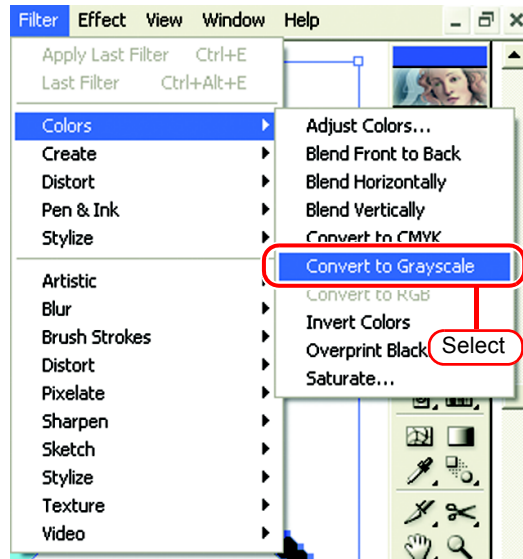 Filter Effect View Window Help
Apply Last Filter Ctrl+E
Last Filter Ctrl+Alt+E
Colors
Create
Distort
Pen & Ink
Stylize
Artistic
Blur
Brush Strokes
Distort
Pixelate
Sharpen
Sketch
Stylize
Texture
Video
Adjust Colors...
Blend Front to Back
Blend Horizontally
Blend Vertically
Convert to CMYK
Convert to Grayscale
Convert to RGB
Invert Colors
Overprint Black
Saturate...
Select